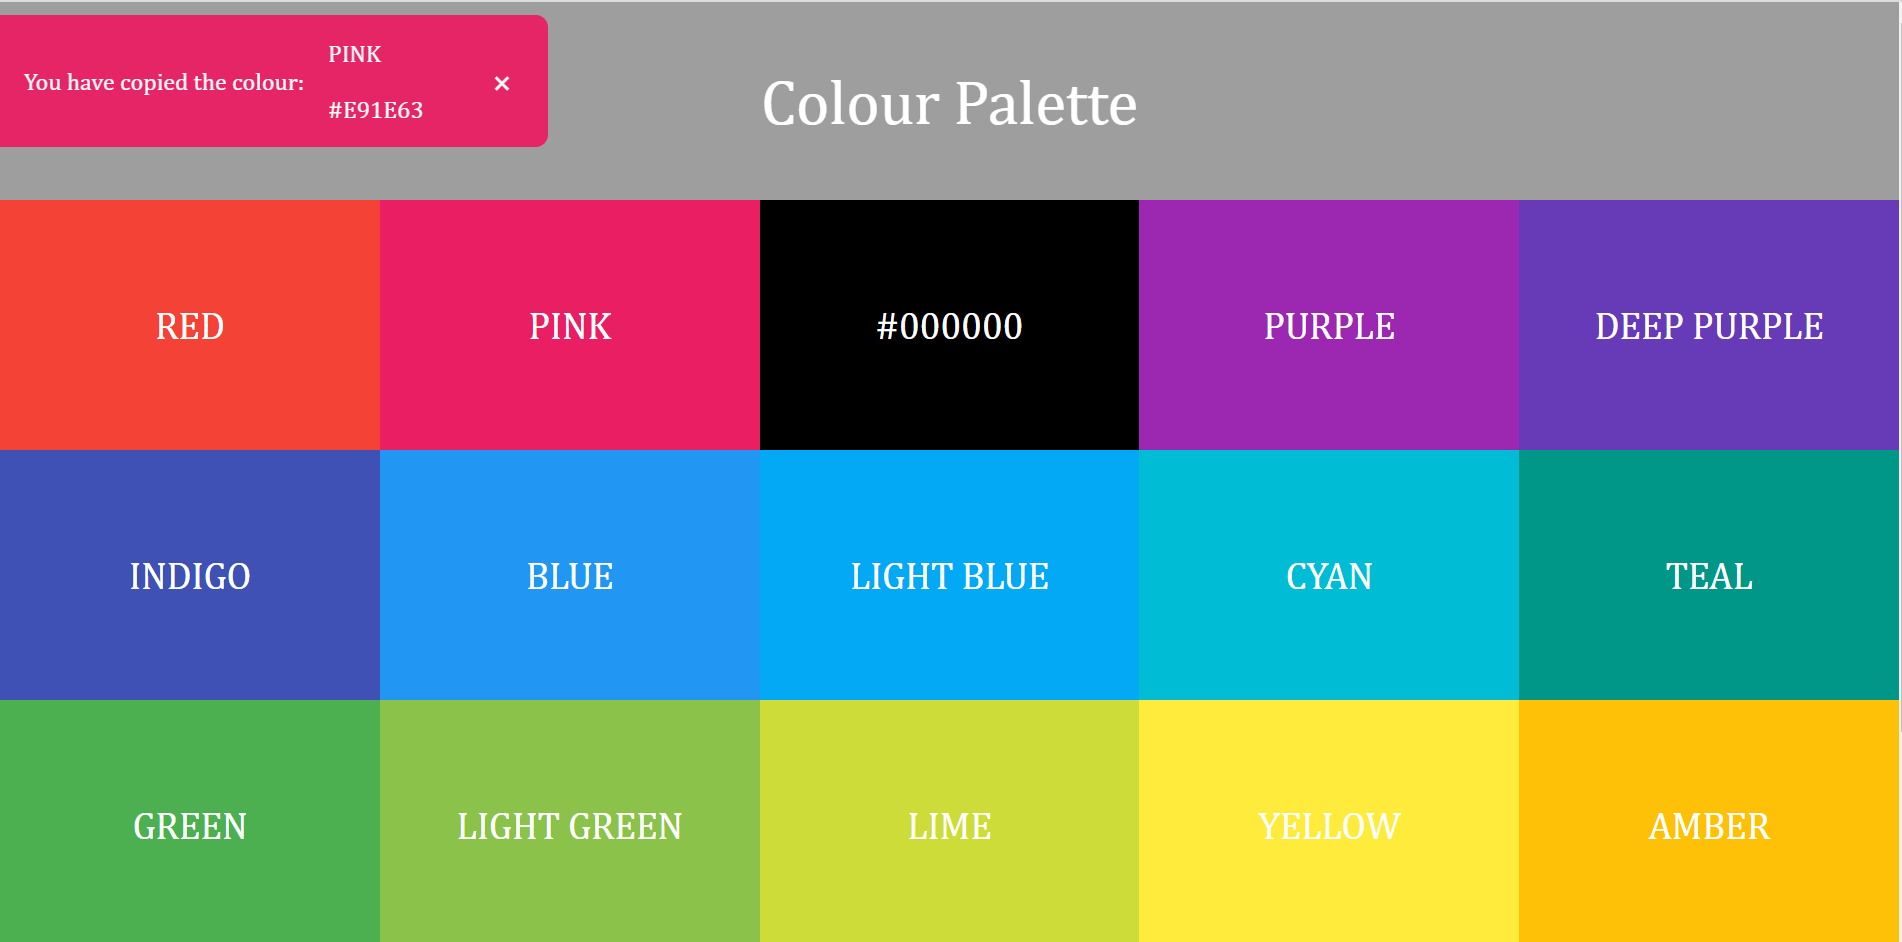 You have copied the colour:
PINK
#E91E63
×
Colour Palette
RED
PINK
#000000
PURPLE
DEEP PURPLE
INDIGO
BLUE
LIGHT BLUE
CYAN
TEAL
GREEN
LIGHT GREEN
LIME
YELLOW
AMBER